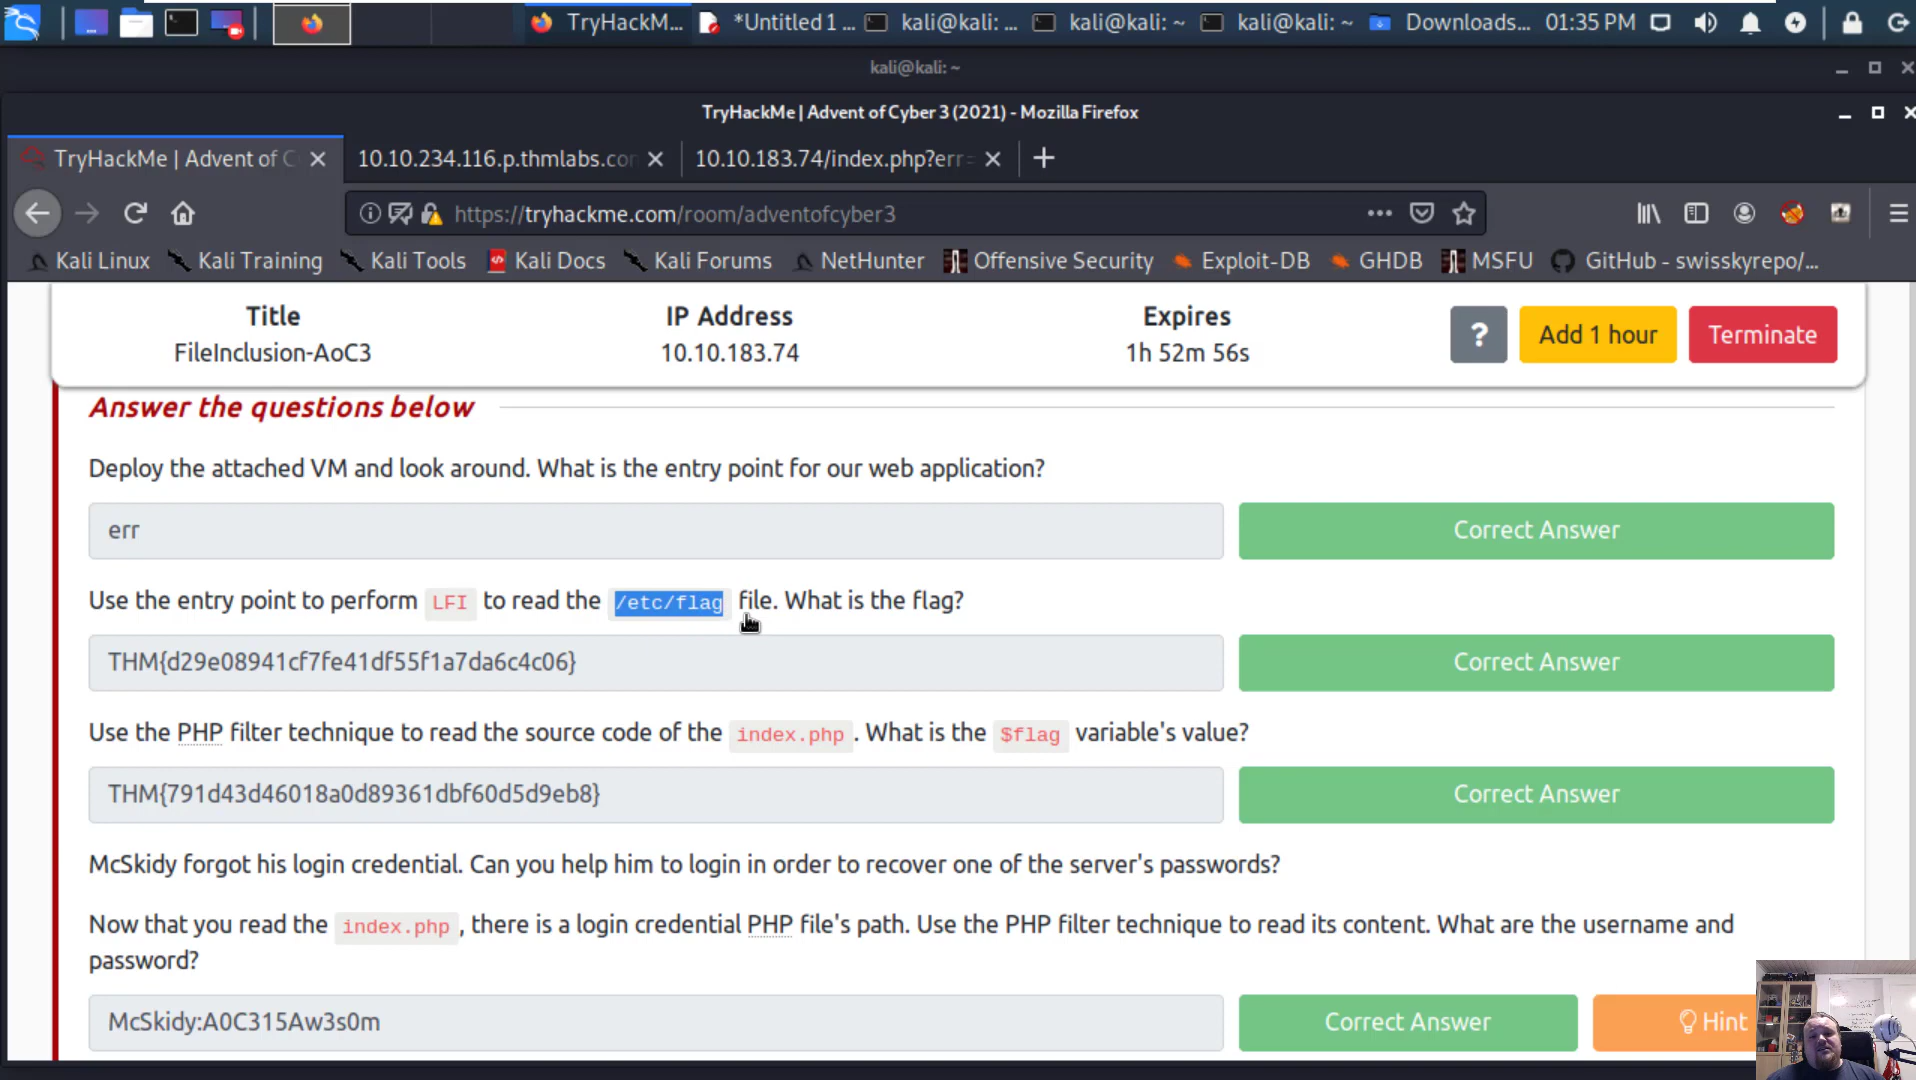 TryHackM... *Untitled 1 ... kali@kali: ... kali@kali: ~ kali@kali: ~ Downloads... 01:35 PM
kali@kali: ~
TryHackMe | Advent of Cyber 3 (2021) - Mozilla Firefox
TryHackMe | Advent of C 10.10.234.116.p.thmlabs.cor 10.10.183.74/index.php?err=
https://tryhackme.com/room/adventofcyber3
Kali Linux Kali Training Kali Tools Kali Docs Kali Forums NetHunter Offensive Security Exploit-DB GHDB MSFU GitHub - swisskyrepo/...
Title IP Address Expires
FileInclusion-AoC3 10.10.183.74 1h 52m 56s
? Add 1 hour Terminate
Answer the questions below
Deploy the attached VM and look around. What is the entry point for our web application?
err Correct Answer
Use the entry point to perform LFI to read the /etc/flag file. What is the flag?
THM{d29e08941cf7fe41df55f1a7da6c4c06} Correct Answer
Use the PHP filter technique to read the source code of the index.php . What is the $flag variable's value?
THM{791d43d46018a0d89361dbf60d5d9eb8} Correct Answer
McSkidy forgot his login credential. Can you help him to login in order to recover one of the server's passwords?
Now that you read the index.php , there is a login credential PHP file's path. Use the PHP filter technique to read its content. What are the username and
password?
McSkidy:A0C315Aw3s0m Correct Answer Hint